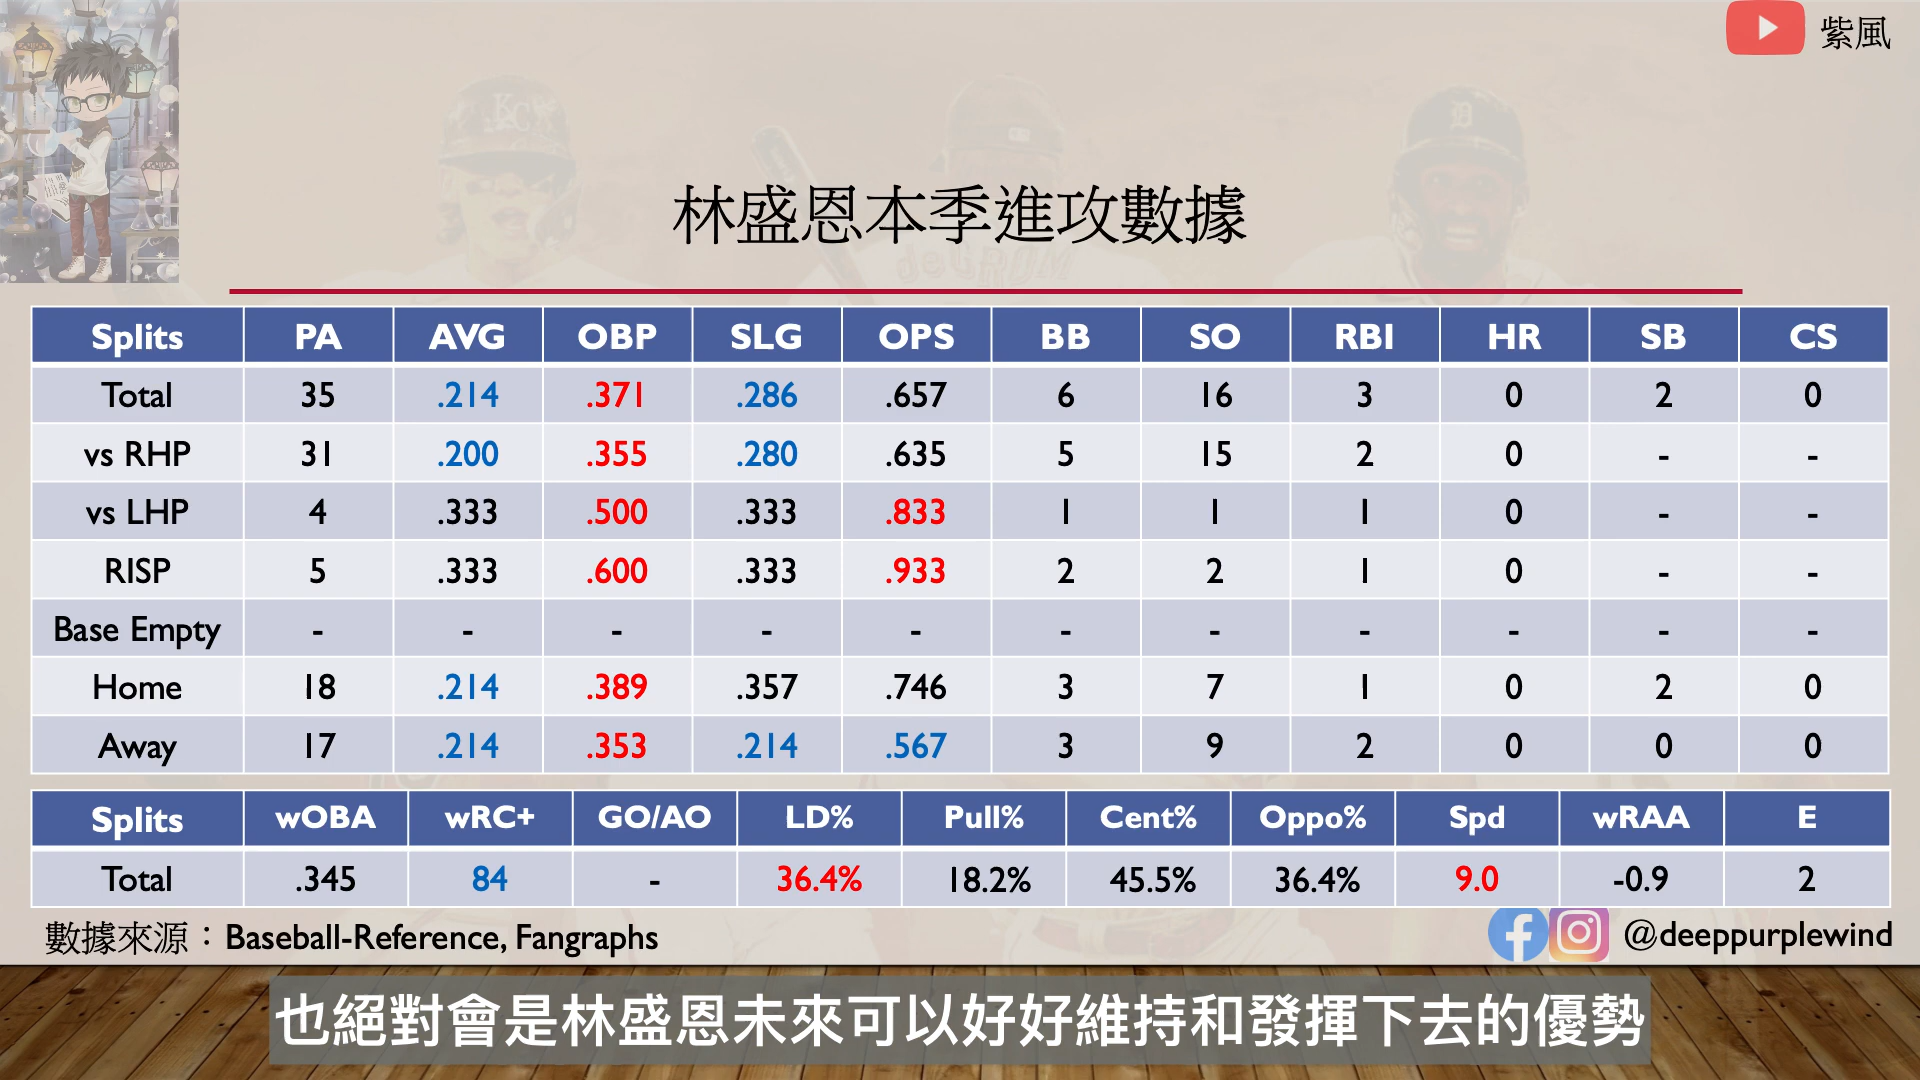 紫風
林盛恩本季進攻數據
Splits PA AVG OBP SLG OPS BB SO RBI HR SB CS
Total 35 .214 .371 .286 .657 6 16 3 0 2 0
vs RHP 31 .200 .355 .280 .635 5 15 2 0 - -
vs LHP 4 .333 .500 .333 .833 1 1 1 0 - -
RISP 5 .333 .600 .333 .933 2 2 1 0 - -
Base Empty - - - - - - - - - - -
Home 18 .214 .389 .357 .746 3 7 1 0 2 0
Away 17 .214 .353 .214 .567 3 9 2 0 0 0
Splits wOBA wRC+ GO/AO LD% Pull% Cent% Oppo% Spd wRAA E
Total .345 84 - 36.4% 18.2% 45.5% 36.4% 9.0 -0.9 2
數據來源：Baseball-Reference, Fangraphs
@deeppurplewind
也絕對會是林盛恩未來可以好好維持和發揮下去的優勢